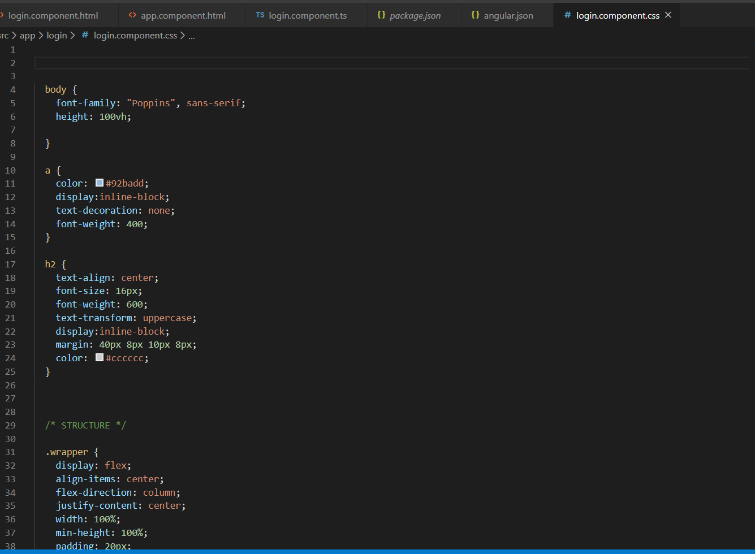 login.component.html
app.component.html
TS login.component.ts
{} package.json
{} angular.json
# login.component.css ×
src > app > login > # login.component.css > ...
1
2
3
4 body {
5 font-family: "Poppins", sans-serif;
6 height: 100vh;
7
8 }
9
10 a {
11 color: #92badd;
12 display:inline-block;
13 text-decoration: none;
14 font-weight: 400;
15 }
16
17 h2 {
18 text-align: center;
19 font-size: 16px;
20 font-weight: 600;
21 text-transform: uppercase;
22 display:inline-block;
23 margin: 40px 8px 10px 8px;
24 color: #cccccc;
25 }
26
27
28
29 /* STRUCTURE */
30
31 .wrapper {
32 display: flex;
33 align-items: center;
34 flex-direction: column;
35 justify-content: center;
36 width: 100%;
37 min-height: 100%;
38 padding: 20px;